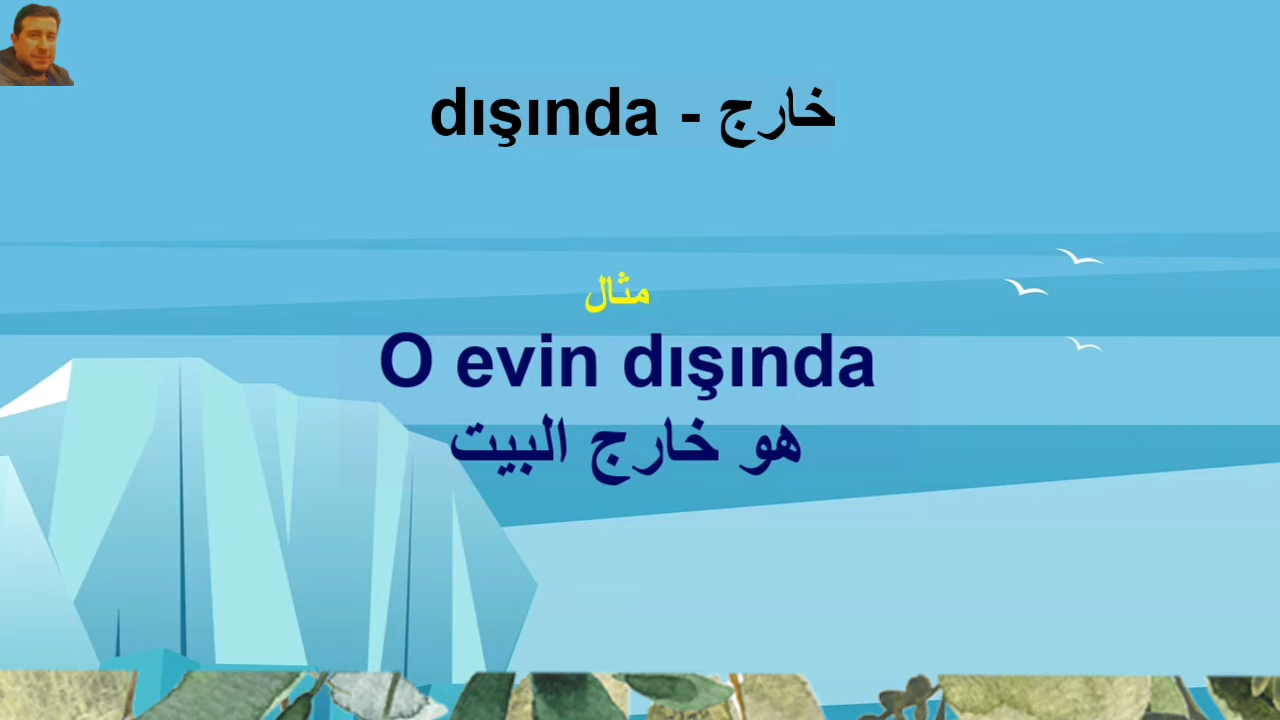 dışında - خارج
مثال
O evin dışında
هو خارج البيت